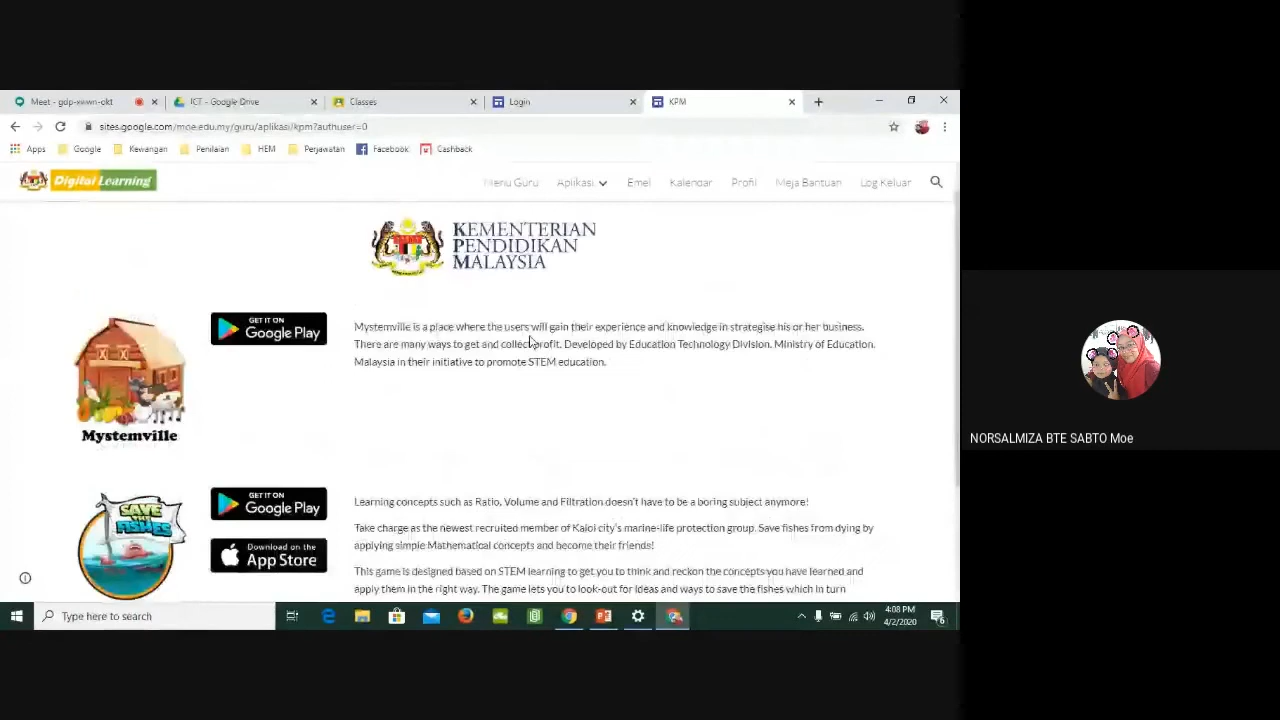 Meet - gdp-xwwn-okt
ICT - Google Drive
Classes
Login
KPM
sites.google.com/moe.edu.my/guru/aplikasi/kpm?authuser=0
Apps
Google
Kewangan
Penilaian
HEM
Perjawatan
Facebook
Cashback
Digital Learning
Menu Guru
Aplikasi
Emel
Kalendar
Profil
Meja Bantuan
Log Keluar
KEMENTERIAN
PENDIDIKAN
MALAYSIA
GET IT ON
Google Play
Mystemville is a place where the users will gain their experience and knowledge in strategise his or her business.
There are many ways to get and collect profit. Developed by Education Technology Division, Ministry of Education,
Malaysia in their initiative to promote STEM education.
Mystemville
NORSALMIZA BTE SABTO Moe
SAVE
THE
FISHES
GET IT ON
Google Play
Download on the
App Store
Learning concepts such as Ratio, Volume and Filtration doesn't have to be a boring subject anymore!
Take charge as the newest recruited member of Kaloi city's marine-life protection group. Save fishes from dying by
applying simple Mathematical concepts and become their friends!
This game is designed based on STEM learning to get you to think and reckon the concepts you have learned and
apply them in the right way. The game lets you to look-out for ideas and ways to save the fishes which in turn
Type here to search
4:08 PM
4/2/2020